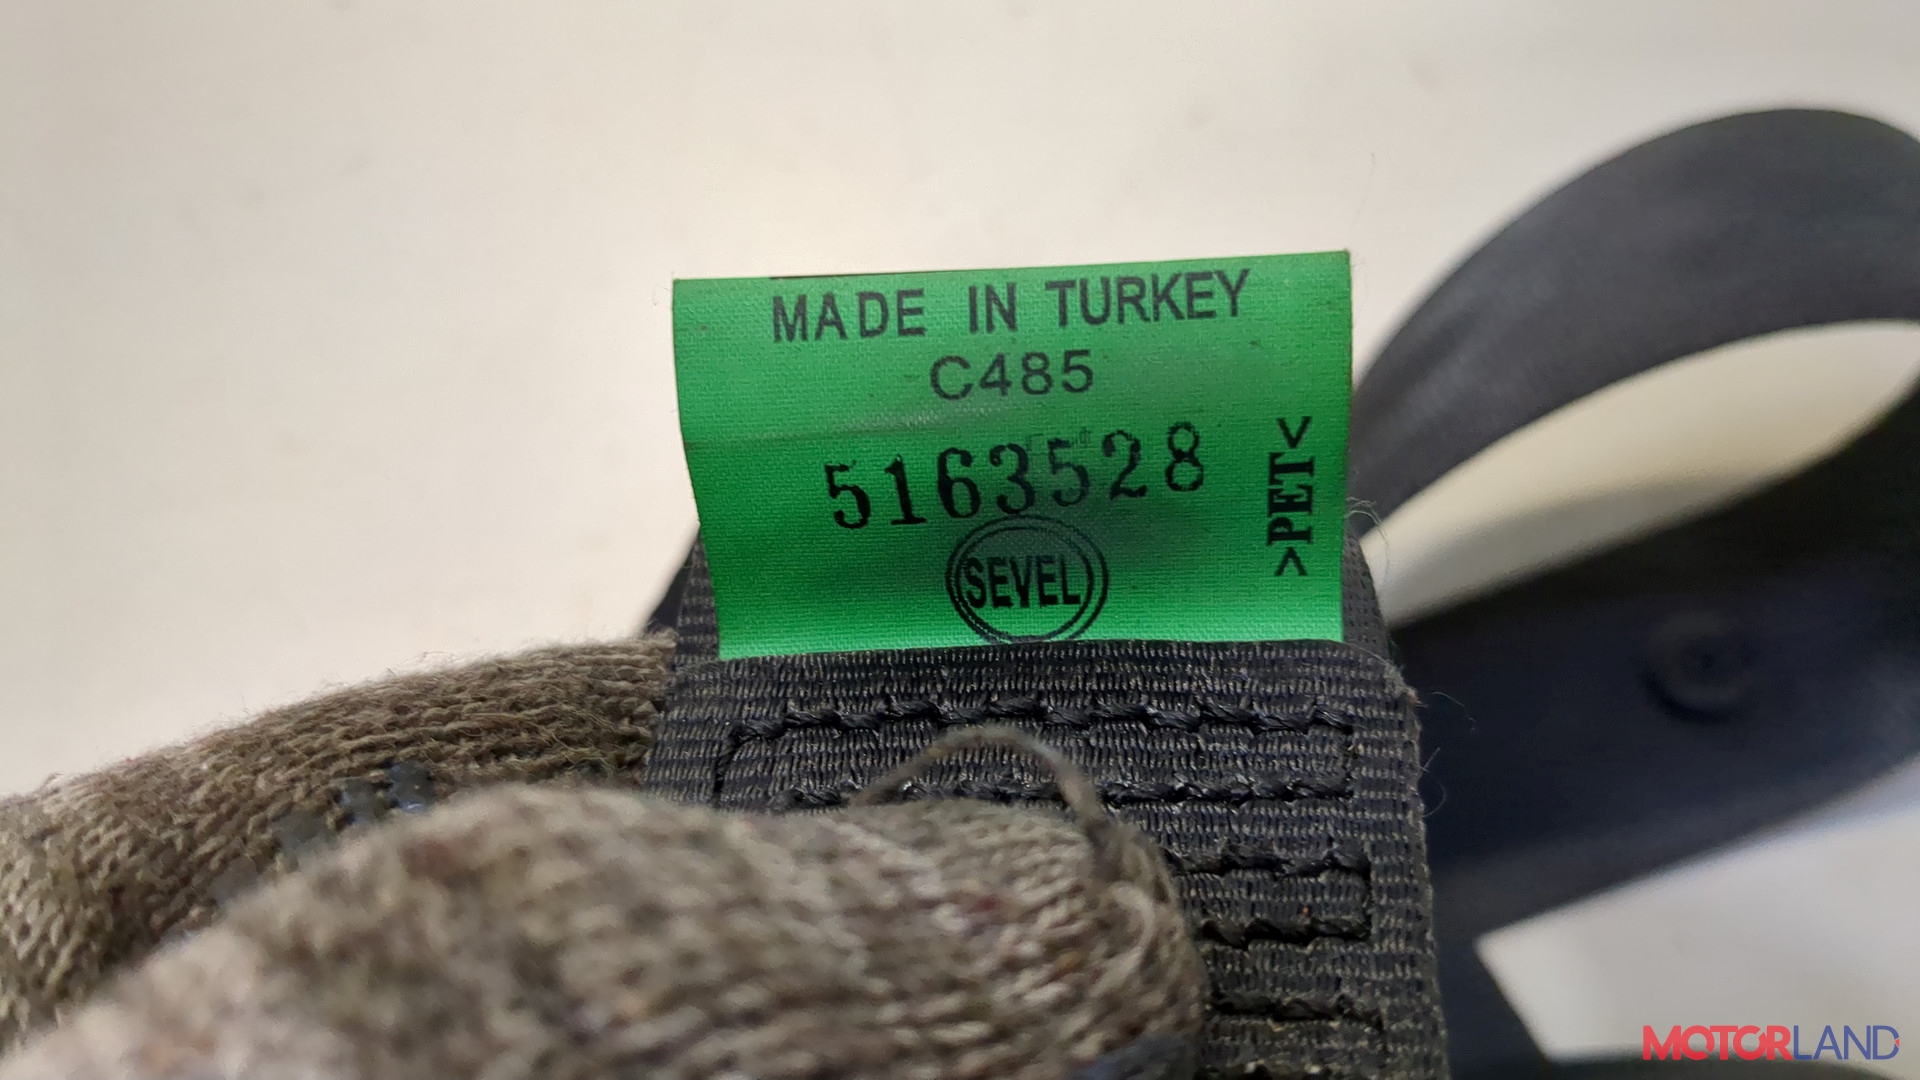 MADE IN TURKEY
C485
5163528
>PET<
SEVEL
MOTORLAND